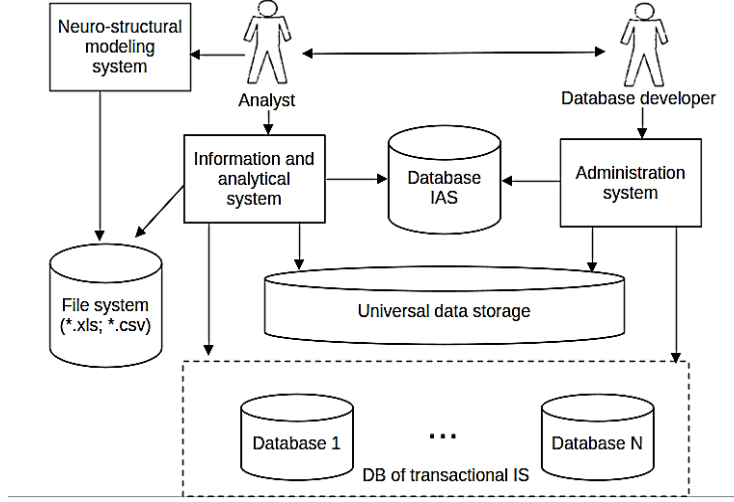 Neuro-structural
modeling
system
Analyst
Database developer
Information and
analytical
system
Database
IAS
Administration
system
File system
(*.xls; *.csv)
Universal data storage
Database 1
...
Database N
DB of transactional IS